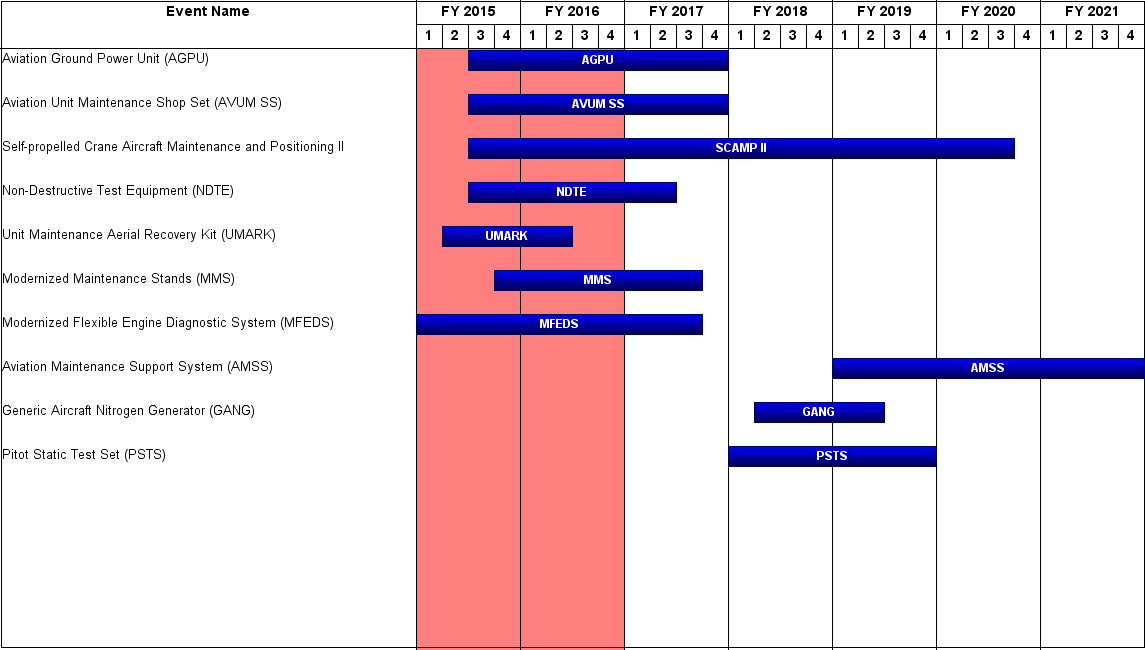 Event Name FY 2015 FY 2016 FY 2017 FY 2018 FY 2019 FY 2020 FY 2021
1 2 3 4 1 2 3 4 1 2 3 4 1 2 3 4 1 2 3 4 1 2 3 4 1 2 3 4
Aviation Ground Power Unit (AGPU) AGPU
Aviation Unit Maintenance Shop Set (AVUM SS) AVUM SS
Self-propelled Crane Aircraft Maintenance and Positioning II SCAMP II
Non-Destructive Test Equipment (NDTE) NDTE
Unit Maintenance Aerial Recovery Kit (UMARK) UMARK
Modernized Maintenance Stands (MMS) MMS
Modernized Flexible Engine Diagnostic System (MFEDS) MFEDS
Aviation Maintenance Support System (AMSS) AMSS
Generic Aircraft Nitrogen Generator (GANG) GANG
Pitot Static Test Set (PSTS) PSTS